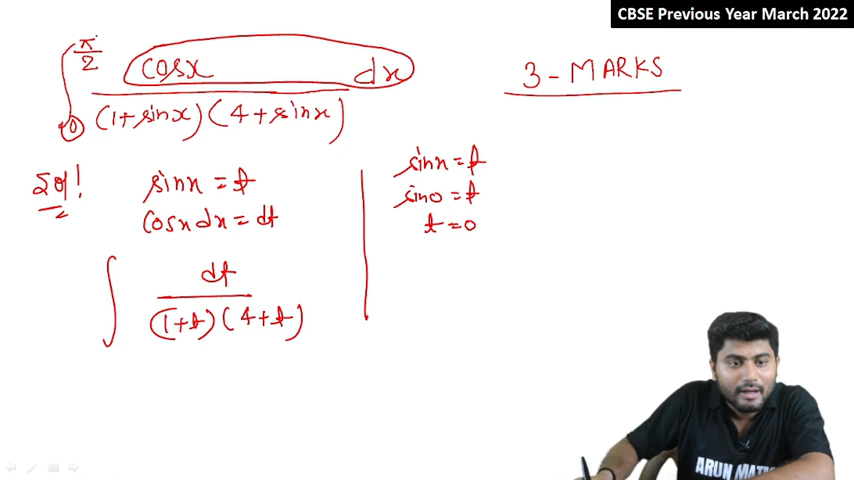 CBSE Previous Year March 2022
∫₀^(π/2) cosx dx / (1+sinx)(4+sinx)
3-MARKS
Sol!
sinx = t
cosx dx = dt
∫ dt / (1+t)(4+t)
sinx = t
sin0 = t
t = 0
ARUN MATH